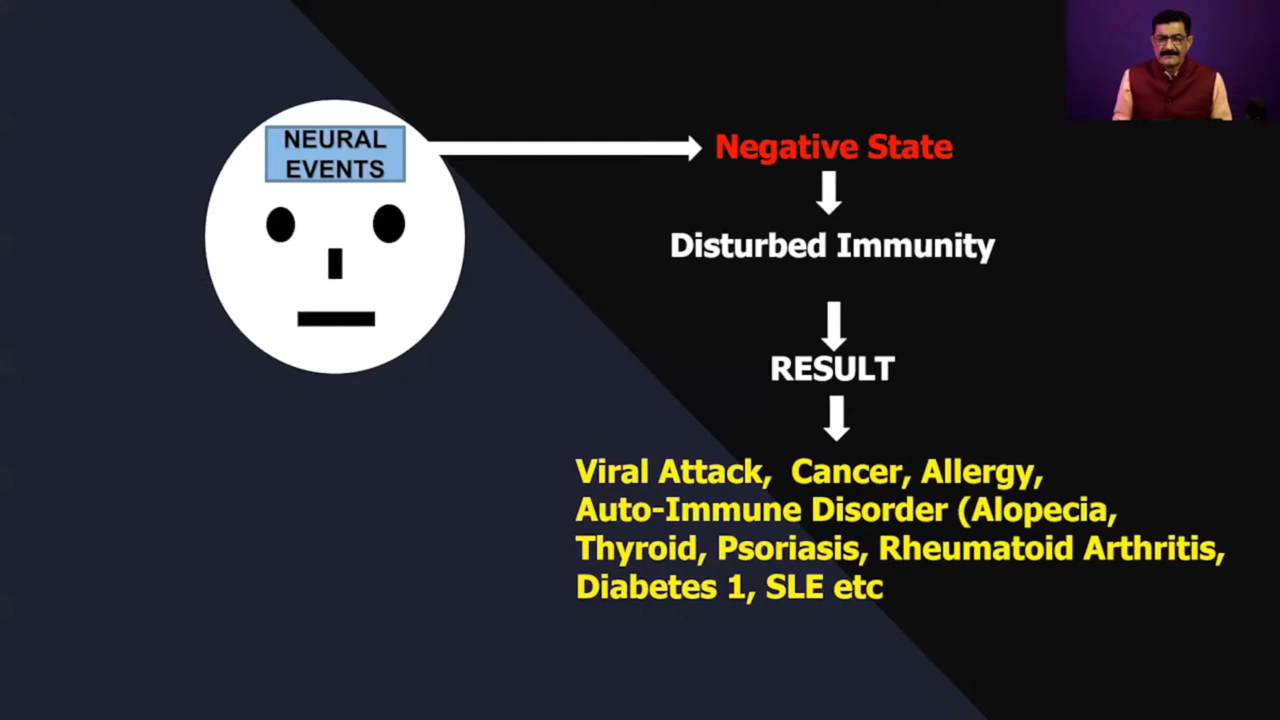 NEURAL
EVENTS
Negative State
Disturbed Immunity
RESULT
Viral Attack,  Cancer, Allergy,
Auto-Immune Disorder (Alopecia,
Thyroid, Psoriasis, Rheumatoid Arthritis,
Diabetes 1, SLE etc